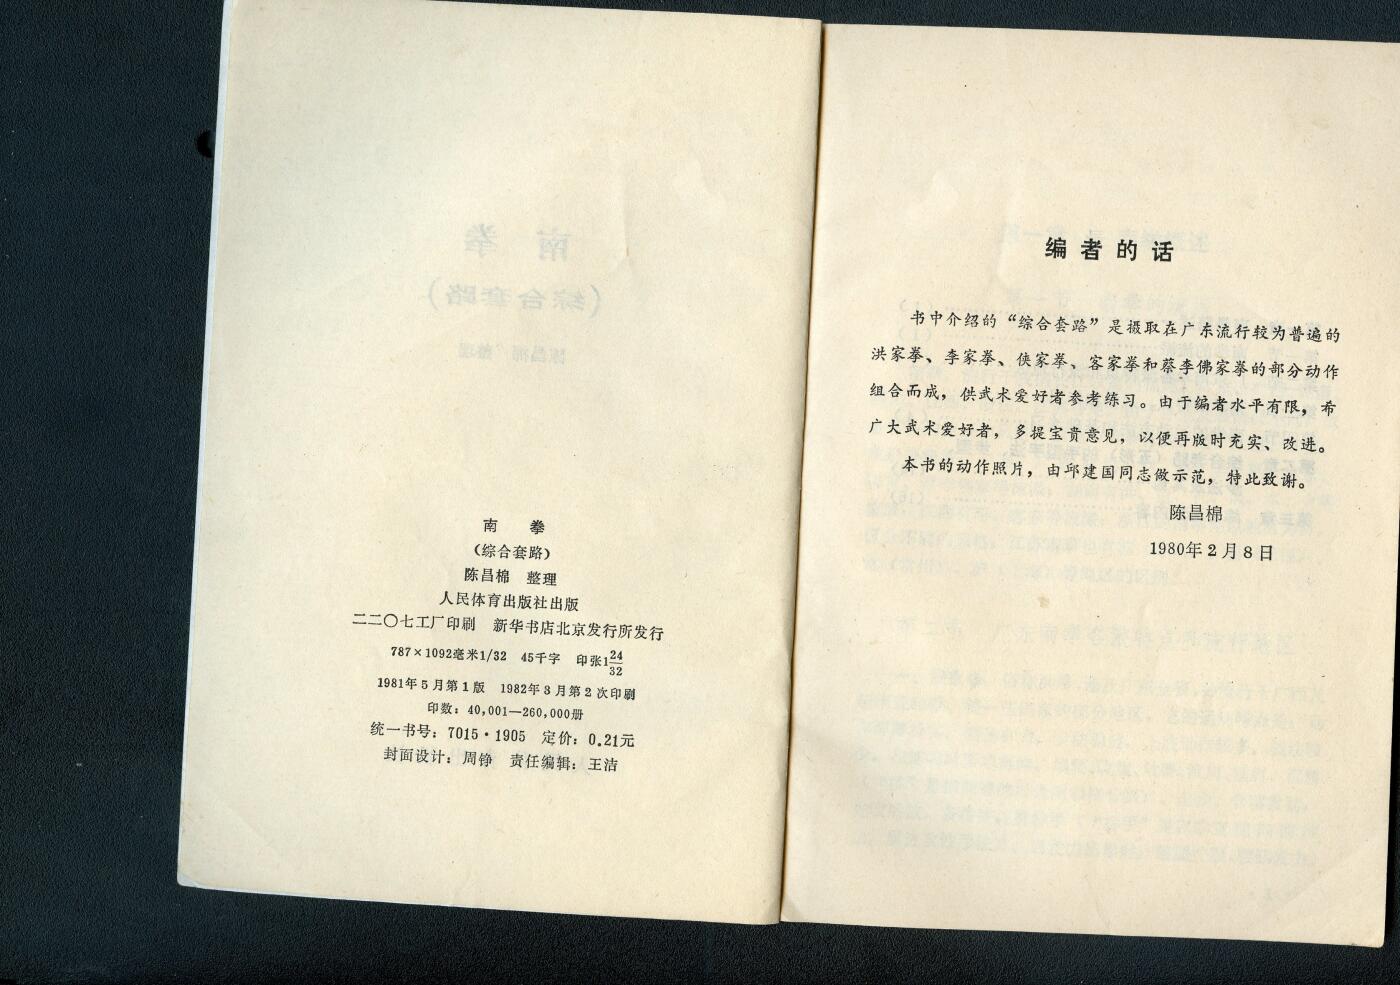 南 拳
（综合套路）
陈昌棉 整理
人民体育出版社出版
二二〇七工厂印刷 新华书店北京发行所发行
787×1092毫米1/32 45千字 印张1 24/32
1981年5月第1版 1982年3月第2次印刷
印数：40,001—260,000册
统一书号：7015·1905 定价：0.21元
封面设计：周铮 责任编辑：王洁
编者的话
书中介绍的“综合套路”是摄取在广东流行较为普遍的
洪家拳、李家拳、侠家拳、客家拳和蔡李佛家拳的部分动作
组合而成，供武术爱好者参考练习。由于编者水平有限，希
广大武术爱好者，多提宝贵意见，以便再版时充实、改进。
本书的动作照片，由邱建国同志做示范，特此致谢。
陈昌棉
1980年2月8日